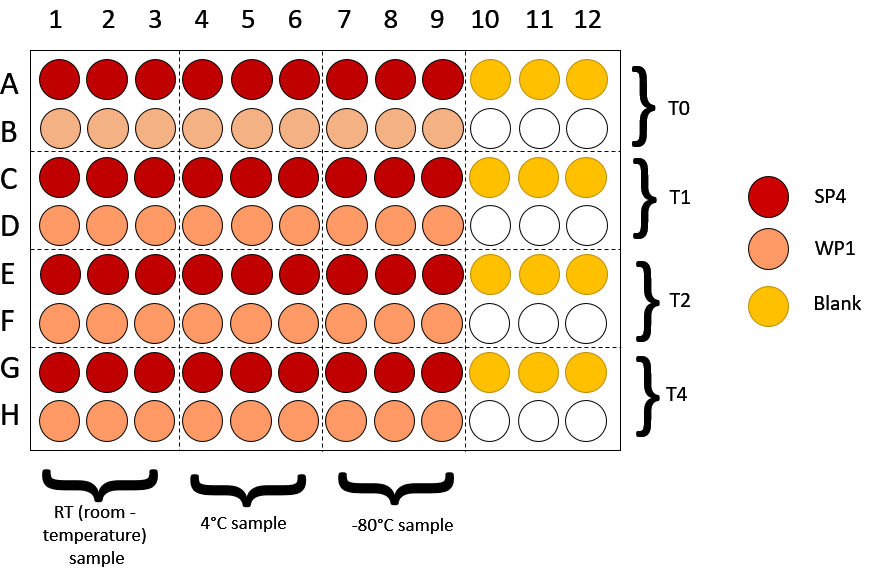 1 2 3 4 5 6 7 8 9 10 11 12
A
B
T0
C
D
T1
SP4
WP1
E
F
T2
Blank
G
H
T4
RT (room -
temperature)
sample
4°C sample
-80°C sample